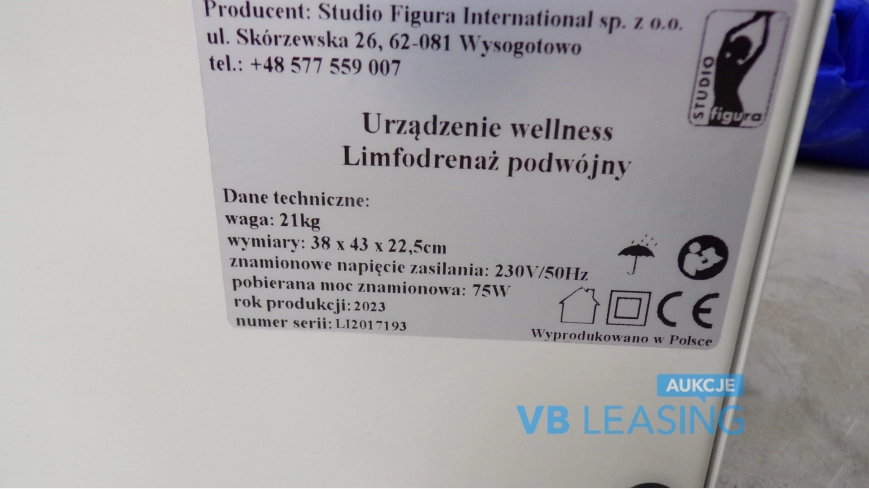 Producent: Studio Figura International sp. z o.o.
ul. Skórzewska 26, 62-081 Wysogotowo
tel.: +48 577 559 007
STUDIO
figura
Urządzenie wellness
Limfodrenaż podwójny
Dane techniczne:
waga: 21kg
wymiary: 38 x 43 x 22,5cm
znamionowe napięcie zasilania: 230V/50Hz
pobierana moc znamionowa: 75W
rok produkcji: 2023
numer serii: LI2017193
CE
Wyprodukowano w Polsce
AUKCJE
VB LEASING